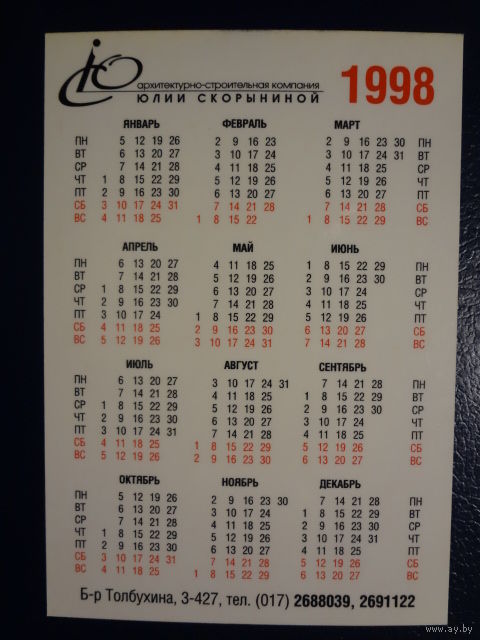 архитектурно-строительная компания
ЮЛИИ СКОРЫНИНОЙ
1998
ЯНВАРЬ ФЕВРАЛЬ МАРТ
ПН 5 12 19 26 2 9 16 23 2 9 16 23 30 ПН
ВТ 6 13 20 27 3 10 17 24 3 10 17 24 31 ВТ
СР 7 14 21 28 4 11 18 25 4 11 18 25 СР
ЧТ 1 8 15 22 29 5 12 19 26 5 12 19 26 ЧТ
ПТ 2 9 16 23 30 6 13 20 27 6 13 20 27 ПТ
СБ 3 10 17 24 31 7 14 21 28 7 14 21 28 СБ
ВС 4 11 18 25 1 8 15 22 1 8 15 22 29 ВС
АПРЕЛЬ МАЙ ИЮНЬ
ПН 6 13 20 27 4 11 18 25 1 8 15 22 29 ПН
ВТ 7 14 21 28 5 12 19 26 2 9 16 23 30 ВТ
СР 1 8 15 22 29 6 13 20 27 3 10 17 24 СР
ЧТ 2 9 16 23 30 7 14 21 28 4 11 18 25 ЧТ
ПТ 3 10 17 24 1 8 15 22 29 5 12 19 26 ПТ
СБ 4 11 18 25 2 9 16 23 30 6 13 20 27 СБ
ВС 5 12 19 26 3 10 17 24 31 7 14 21 28 ВС
ИЮЛЬ АВГУСТ СЕНТЯБРЬ
ПН 6 13 20 27 3 10 17 24 31 7 14 21 28 ПН
ВТ 7 14 21 28 4 11 18 25 1 8 15 22 29 ВТ
СР 1 8 15 22 29 5 12 19 26 2 9 16 23 30 СР
ЧТ 2 9 16 23 30 6 13 20 27 3 10 17 24 ЧТ
ПТ 3 10 17 24 31 7 14 21 28 4 11 18 25 ПТ
СБ 4 11 18 25 1 8 15 22 29 5 12 19 26 СБ
ВС 5 12 19 26 2 9 16 23 30 6 13 20 27 ВС
ОКТЯБРЬ НОЯБРЬ ДЕКАБРЬ
ПН 5 12 19 26 2 9 16 23 30 7 14 21 28 ПН
ВТ 6 13 20 27 3 10 17 24 1 8 15 22 29 ВТ
СР 7 14 21 28 4 11 18 25 2 9 16 23 30 СР
ЧТ 1 8 15 22 29 5 12 19 26 3 10 17 24 31 ЧТ
ПТ 2 9 16 23 30 6 13 20 27 4 11 18 25 ПТ
СБ 3 10 17 24 31 7 14 21 28 5 12 19 26 СБ
ВС 4 11 18 25 1 8 15 22 29 6 13 20 27 ВС
Б-р Толбухина, 3-427, тел. (017) 2688039, 2691122
www.ay.by